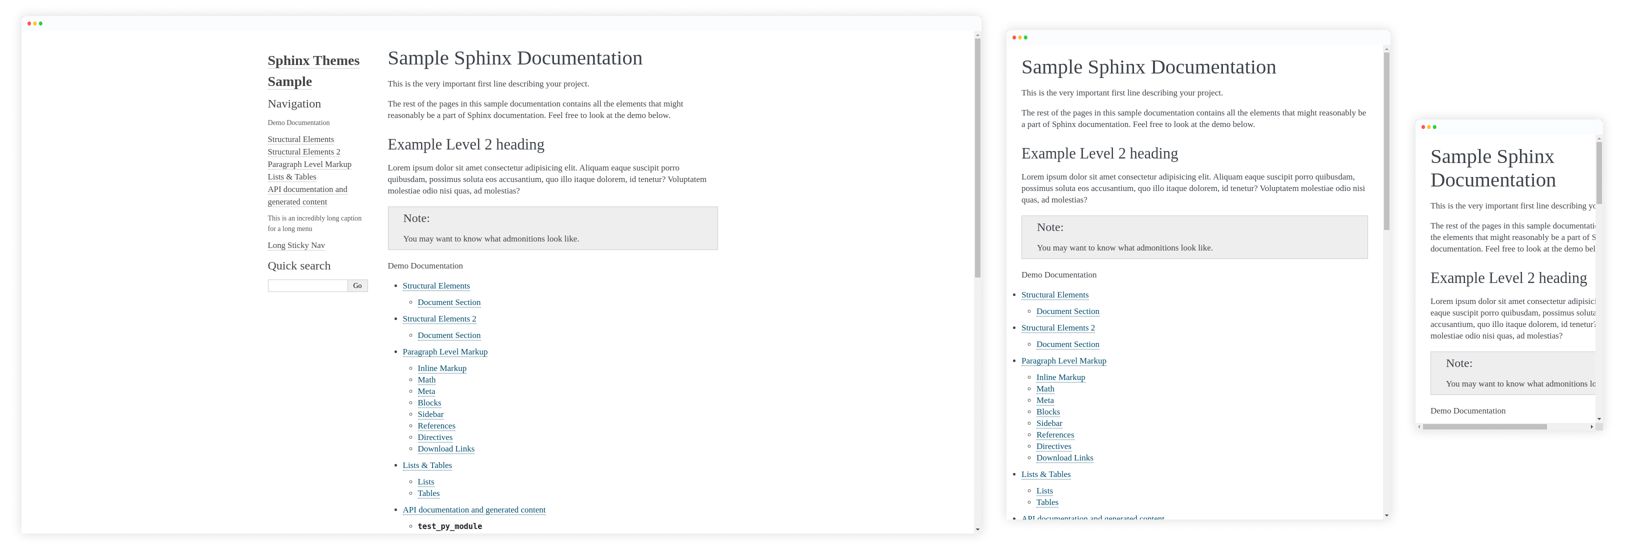 Sphinx Themes
Sample
Navigation
Demo Documentation
Structural Elements
Structural Elements 2
Paragraph Level Markup
Lists & Tables
API documentation and
generated content
This is an incredibly long caption
for a long menu
Long Sticky Nav
Quick search
Go
Sample Sphinx Documentation
This is the very important first line describing your project.
The rest of the pages in this sample documentation contains all the elements that might
reasonably be a part of Sphinx documentation. Feel free to look at the demo below.
Example Level 2 heading
Lorem ipsum dolor sit amet consectetur adipisicing elit. Aliquam eaque suscipit porro
quibusdam, possimus soluta eos accusantium, quo illo itaque dolorem, id tenetur? Voluptatem
molestiae odio nisi quas, ad molestias?
Note:
You may want to know what admonitions look like.
Demo Documentation
Structural Elements
Document Section
Structural Elements 2
Document Section
Paragraph Level Markup
Inline Markup
Math
Meta
Blocks
Sidebar
References
Directives
Download Links
Lists & Tables
Lists
Tables
API documentation and generated content
test_py_module
Sample Sphinx Documentation
This is the very important first line describing your project.
The rest of the pages in this sample documentation contains all the elements that might reasonably be
a part of Sphinx documentation. Feel free to look at the demo below.
Example Level 2 heading
Lorem ipsum dolor sit amet consectetur adipisicing elit. Aliquam eaque suscipit porro quibusdam,
possimus soluta eos accusantium, quo illo itaque dolorem, id tenetur? Voluptatem molestiae odio nisi
quas, ad molestias?
Note:
You may want to know what admonitions look like.
Demo Documentation
Structural Elements
Document Section
Structural Elements 2
Document Section
Paragraph Level Markup
Inline Markup
Math
Meta
Blocks
Sidebar
References
Directives
Download Links
Lists & Tables
Lists
Tables
API documentation and generated content
Sample Sphinx
Documentation
This is the very important first line describing yo
The rest of the pages in this sample documentati
the elements that might reasonably be a part of S
documentation. Feel free to look at the demo bel
Example Level 2 heading
Lorem ipsum dolor sit amet consectetur adipisici
eaque suscipit porro quibusdam, possimus soluta
accusantium, quo illo itaque dolorem, id tenetur?
molestiae odio nisi quas, ad molestias?
Note:
You may want to know what admonitions lo
Demo Documentation